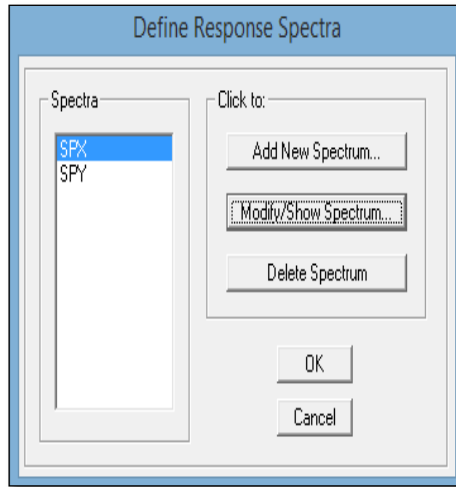 Define Response Spectra
Spectra
SPX
SPY
Click to:
Add New Spectrum...
Modify/Show Spectrum...
Delete Spectrum
OK
Cancel